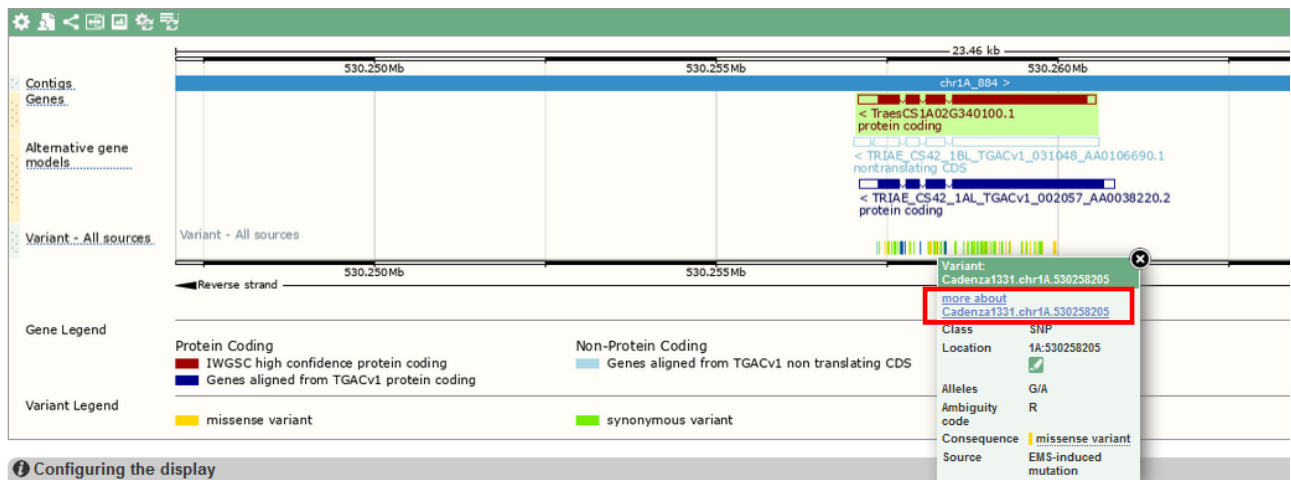 23.46 kb
530.250Mb 530.255Mb 530.260Mb
Contigs chr1A_884 >
Genes
< TraesCS1A02G340100.1
protein coding
Alternative gene
models
< TRIAE_CS42_1BL_TGACv1_031048_AA0106690.1
nontranslating CDS
< TRIAE_CS42_1AL_TGACv1_002057_AA0038220.2
protein coding
Variant - All sources Variant - All sources
530.250Mb 530.255Mb
Reverse strand
Variant:
Cadenza1331.chr1A.530258205
more about
Cadenza1331.chr1A.530258205
Class SNP
Location 1A:530258205
Alleles G/A
Ambiguity
code R
Consequence missense variant
Source EMS-induced
mutation
Gene Legend
Protein Coding Non-Protein Coding
IWGSC high confidence protein coding Genes aligned from TGACv1 non translating CDS
Genes aligned from TGACv1 protein coding
Variant Legend
missense variant synonymous variant
Configuring the display